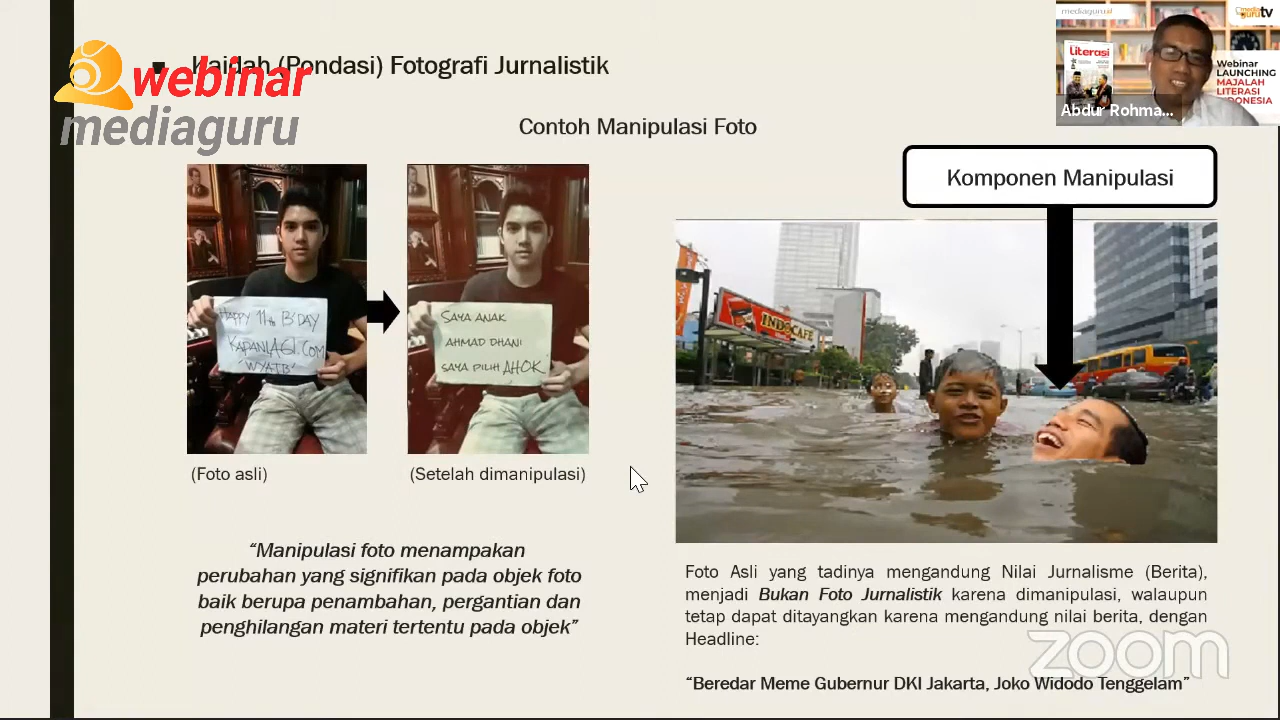 Kaidah (Pondasi) Fotografi Jurnalistik
webinar
mediaguru
Contoh Manipulasi Foto
HAPPY 11th B'DAY
KAPANLAGI.COM
"WYATB"
(Foto asli)
SAYA ANAK
AHMAD DHANI
SAYA PILIH AHOK
(Setelah dimanipulasi)
“Manipulasi foto menampakan
perubahan yang signifikan pada objek foto
baik berupa penambahan, pergantian dan
penghilangan materi tertentu pada objek”
Komponen Manipulasi
INDOCAFE
Foto Asli yang tadinya mengandung Nilai Jurnalisme (Berita),
menjadi Bukan Foto Jurnalistik karena dimanipulasi, walaupun
tetap dapat ditayangkan karena mengandung nilai berita, dengan
Headline:
“Beredar Meme Gubernur DKI Jakarta, Joko Widodo Tenggelam”
zoom
mediaguru.id
media
gurutv
Literasi
Webinar
LAUNCHING
MAJALAH
LITERASI
INDONESIA
Abdur Rohma...